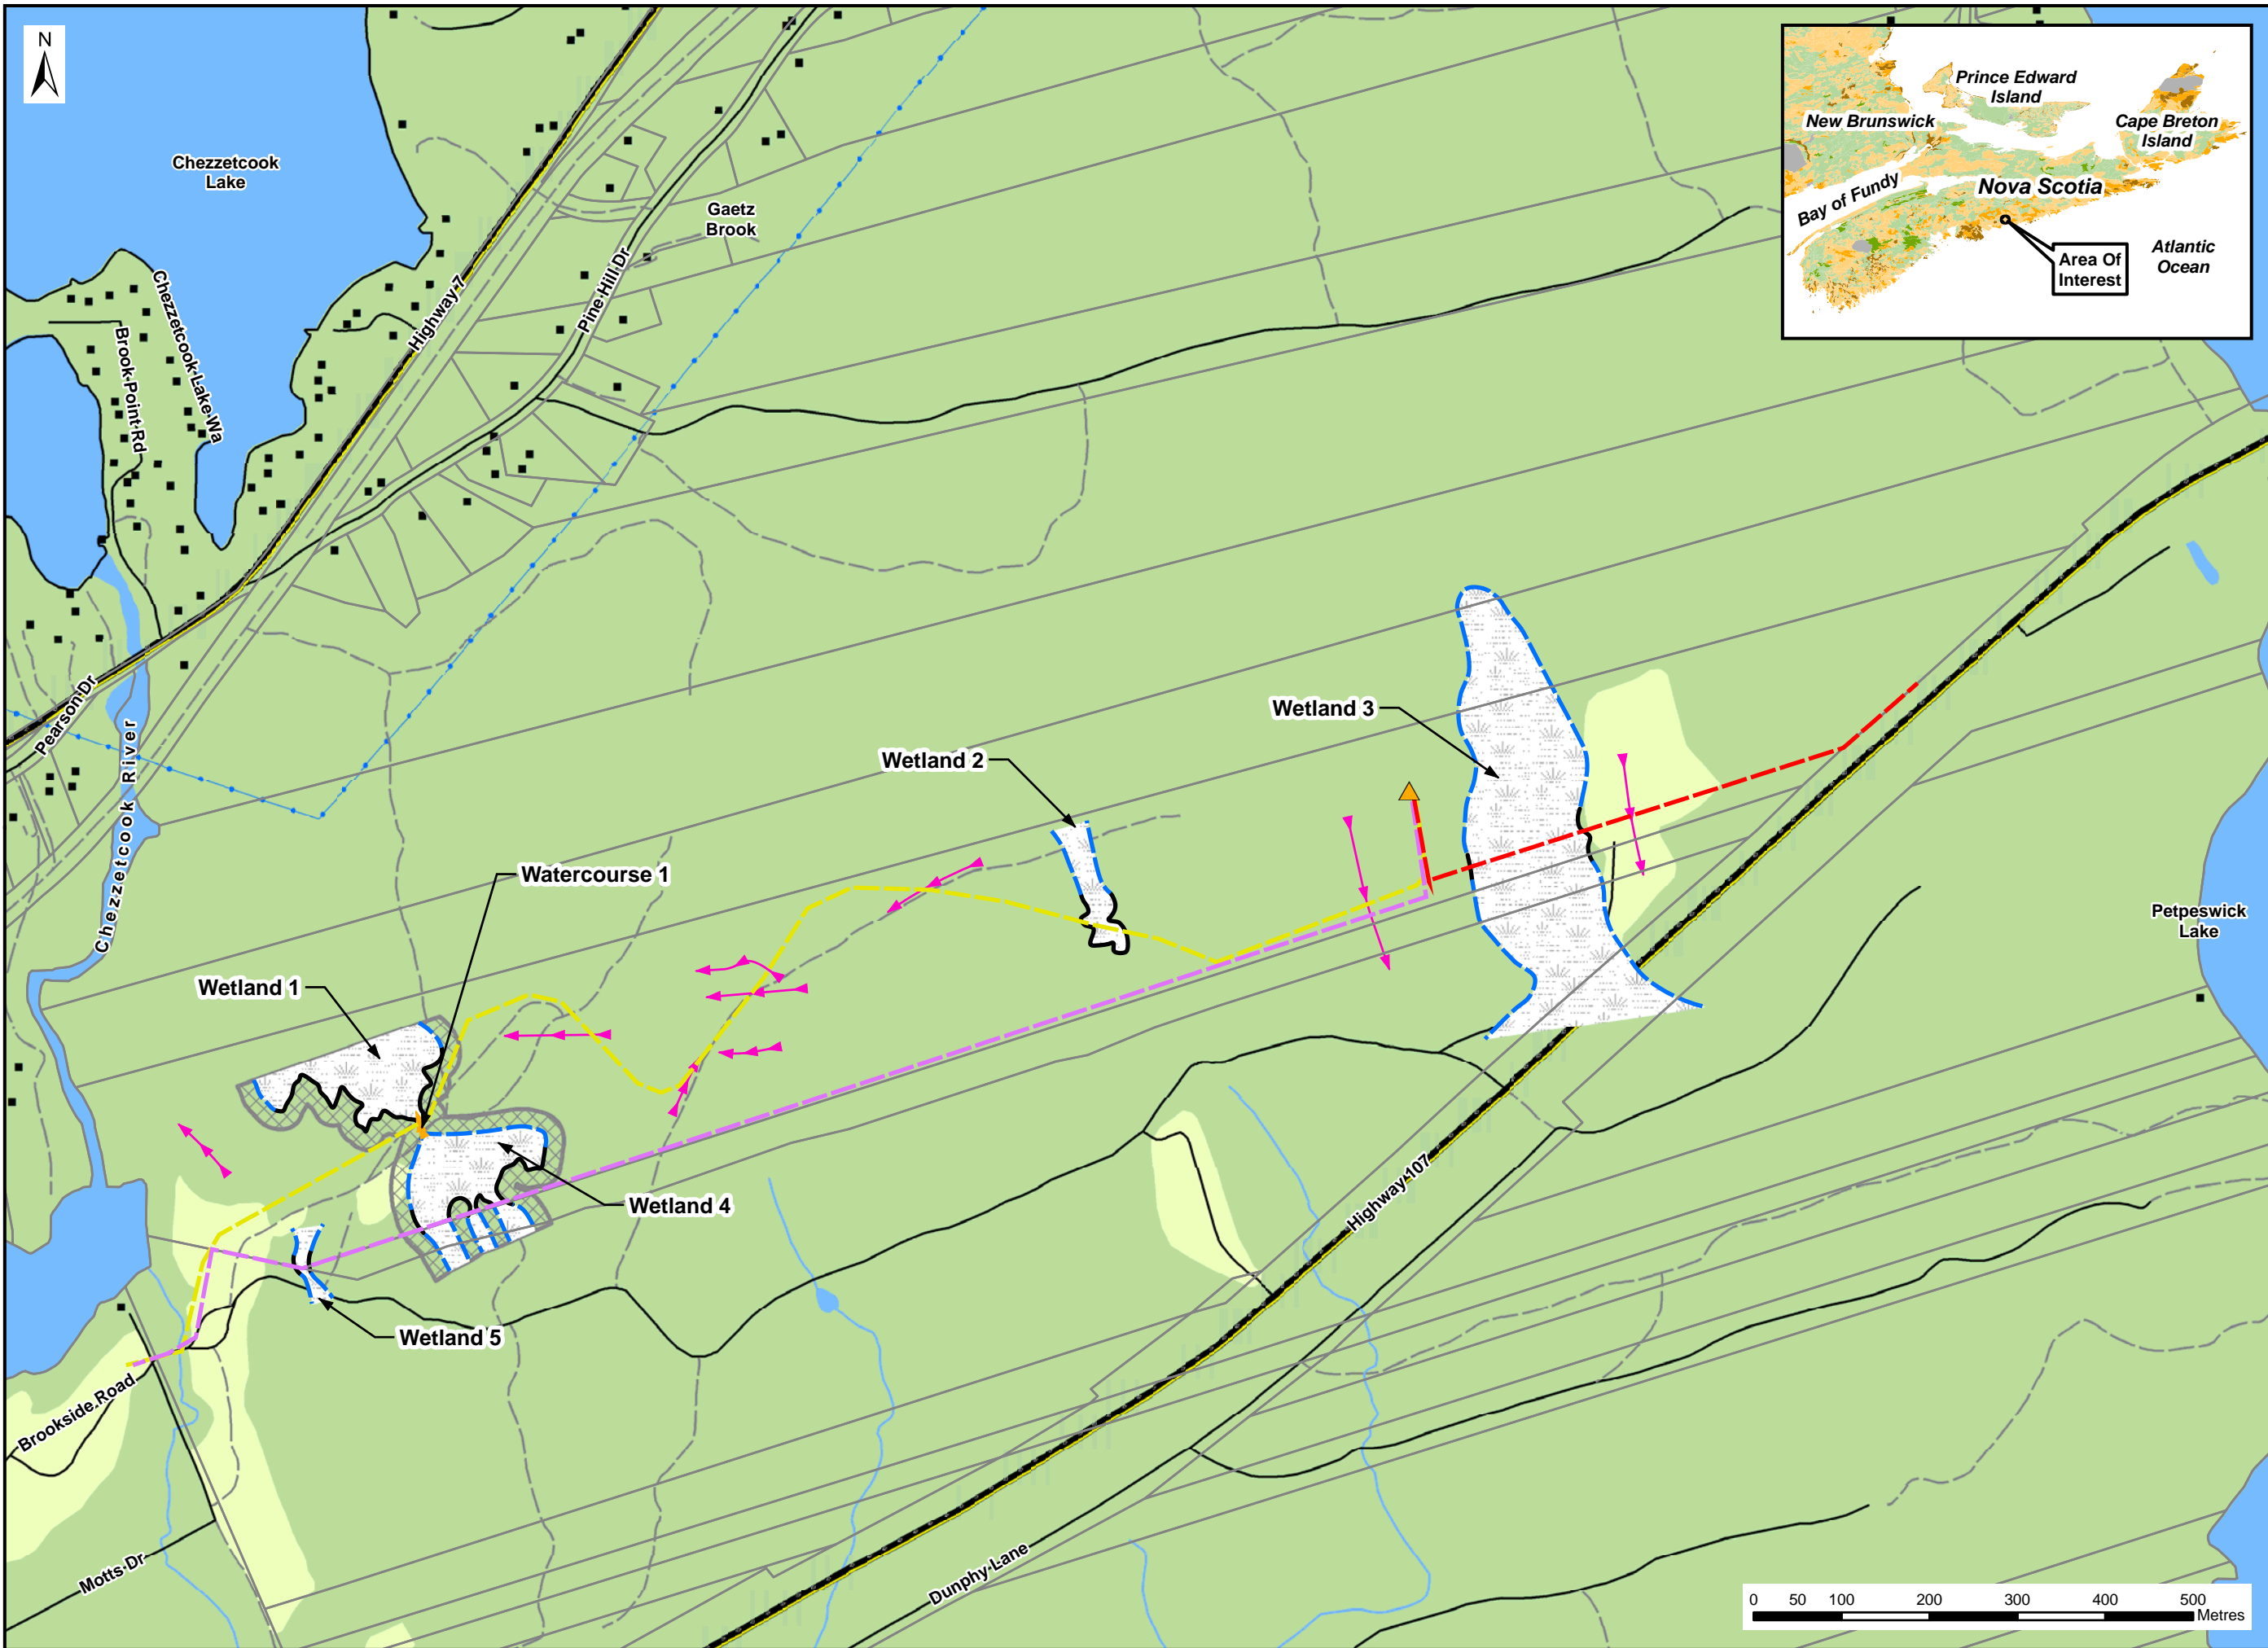 N
Chezzetcook
Lake
Prince Edward
Island
New Brunswick
Cape Breton
Island
Bay of Fundy
Nova Scotia
Atlantic
Ocean
Area Of
Interest
Gaetz
Brook
Chezzetcook Lake Wa
Brook Point Rd
Highway 7
Pine Hill Dr
Pearson Dr
Chezzetcook River
Wetland 3
Wetland 2
Watercourse 1
Petpeswick
Lake
Wetland 1
Wetland 4
Highway 107
Wetland 5
Brookside Road
Motts Dr
Dunphy Lane
0 50 100 200 300 400 500
Metres